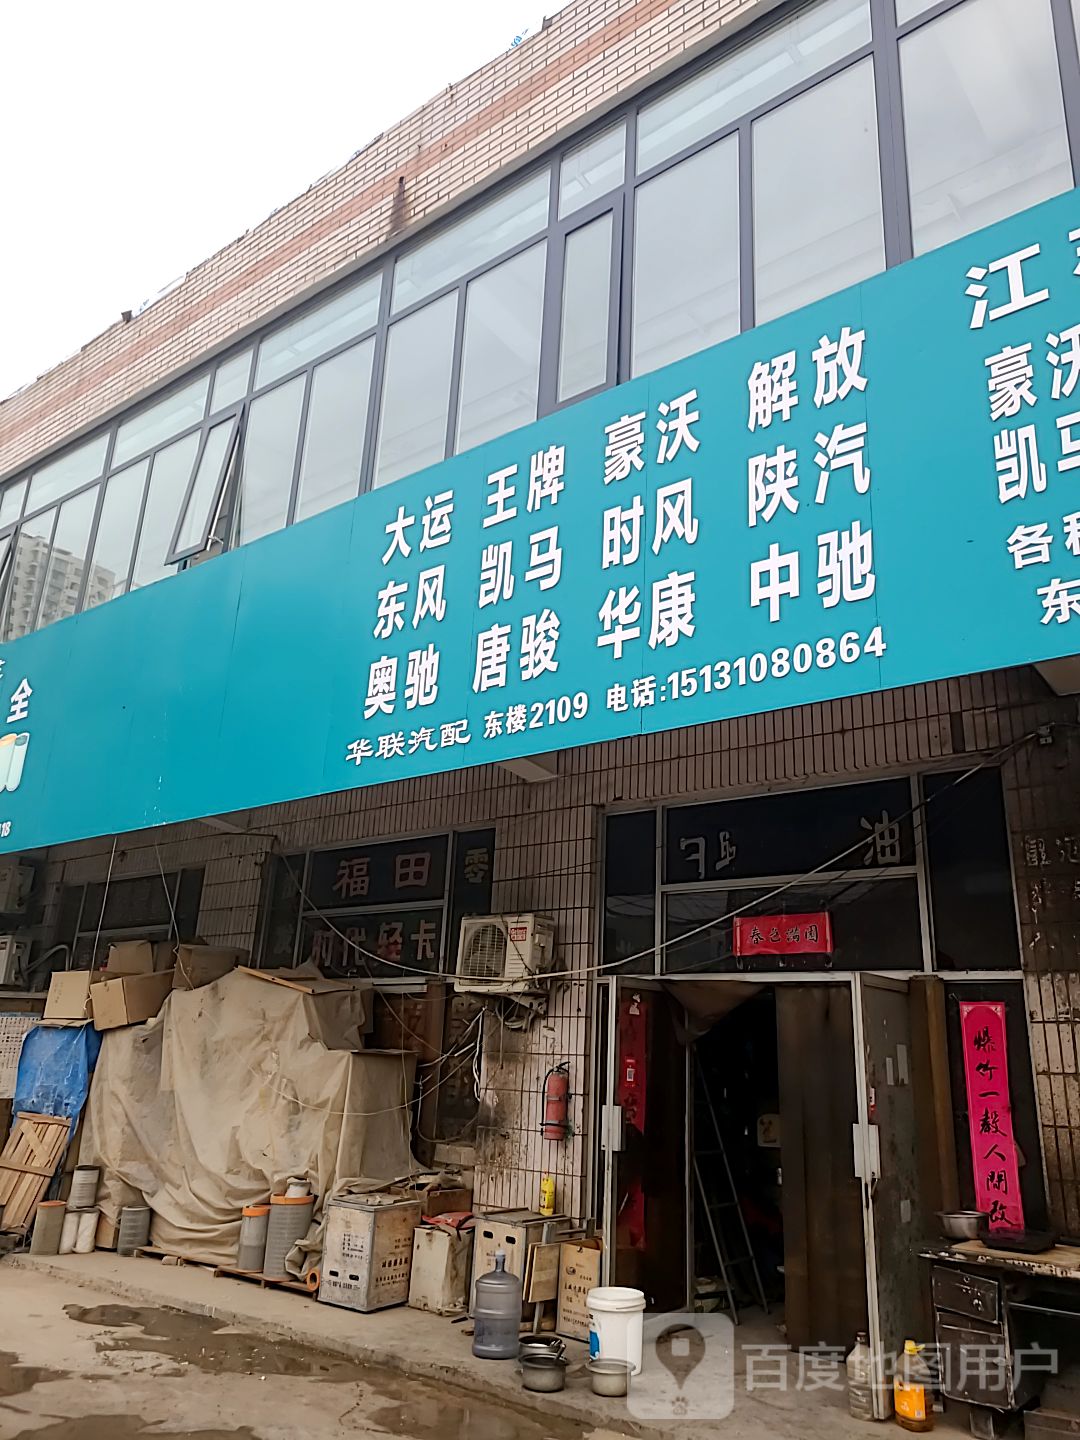 全
118
大运 王牌 豪沃 解放
东风 凯马 时风 陕汽
奥驰 唐骏 华康 中驰
华联汽配 东楼2109 电话:15131080864
江
豪沃
凯马
各种
东
福田 零
时代轻卡
油
春色满园
爆竹一声人间改
百度地图用户